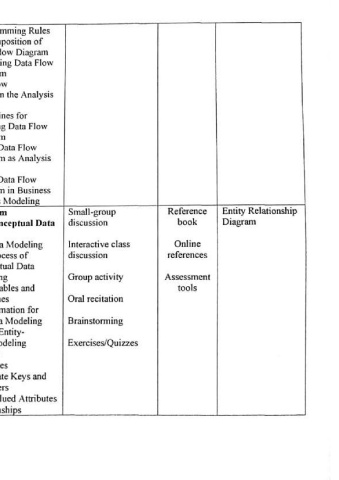 mming Rules
position of
low Diagram
ing Data Flow
m
w
n the Analysis
ines for
g Data Flow
m
Data Flow
m as Analysis
Data Flow
m in Business
Modeling
m
nceptual Data
a Modeling
ocess of
tual Data
ng
ables and
es
mation for
a Modeling
Entity-
odeling
es
te Keys and
ers
lued Attributes
nships
Small-group
discussion
Interactive class
discussion
Group activity
Oral recitation
Brainstorming
Exercises/Quizzes
Reference
book
Online
references
Assessment
tools
Entity Relationship
Diagram